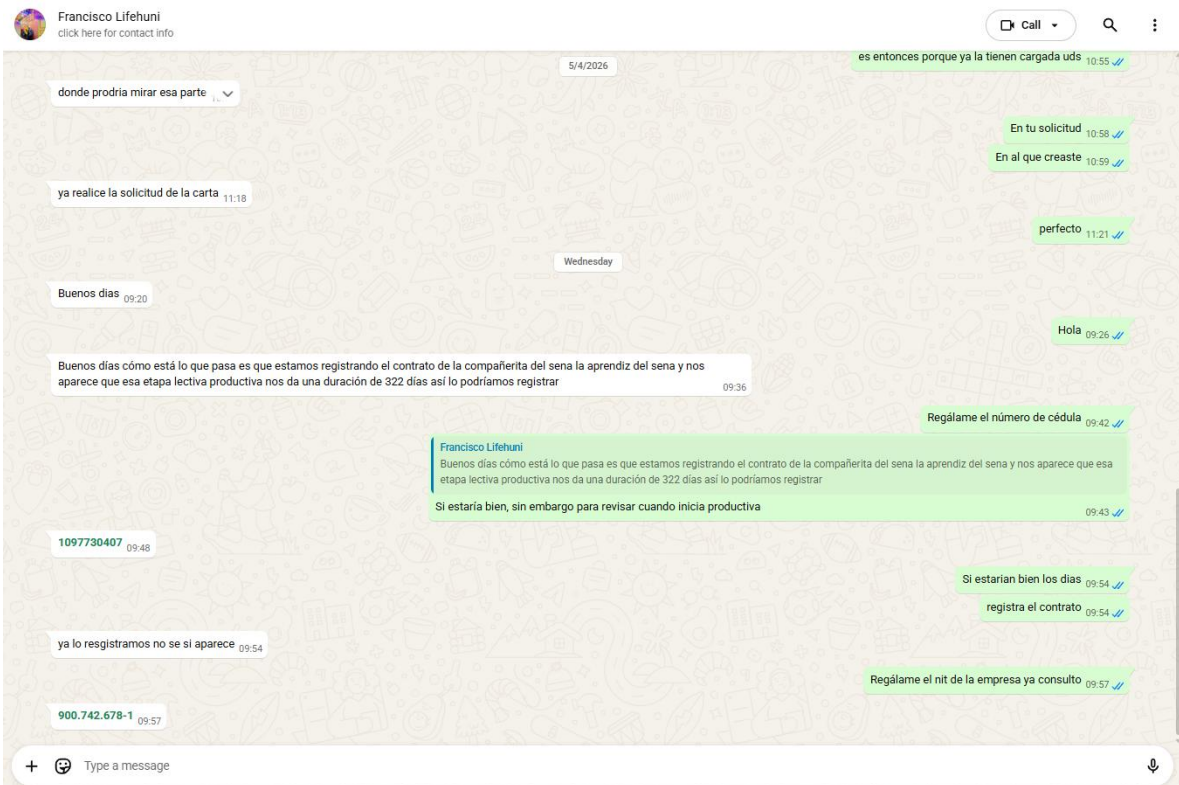 Francisco Lifehuni
click here for contact info
Call
es entonces porque ya la tienen cargada uds 10:55
5/4/2026
donde prodria mirar esa parte
En tu solicitud 10:58
En al que creaste 10:59
ya realice la solicitud de la carta 11:18
perfecto 11:21
Wednesday
Buenos dias 09:20
Hola 09:26
Buenos días cómo está lo que pasa es que estamos registrando el contrato de la compañerita del sena la aprendiz del sena y nos
aparece que esa etapa lectiva productiva nos da una duración de 322 días así lo podríamos registrar
09:36
Regálame el número de cédula 09:42
Francisco Lifehuni
Buenos días cómo está lo que pasa es que estamos registrando el contrato de la compañerita del sena la aprendiz del sena y nos aparece que esa
etapa lectiva productiva nos da una duración de 322 días así lo podríamos registrar
Si estaría bien, sin embargo para revisar cuando inicia productiva 09:43
1097730407 09:48
Si estarian bien los dias 09:54
registra el contrato 09:54
ya lo resgistramos no se si aparece 09:54
Regálame el nit de la empresa ya consulto 09:57
900.742.678-1 09:57
Type a message